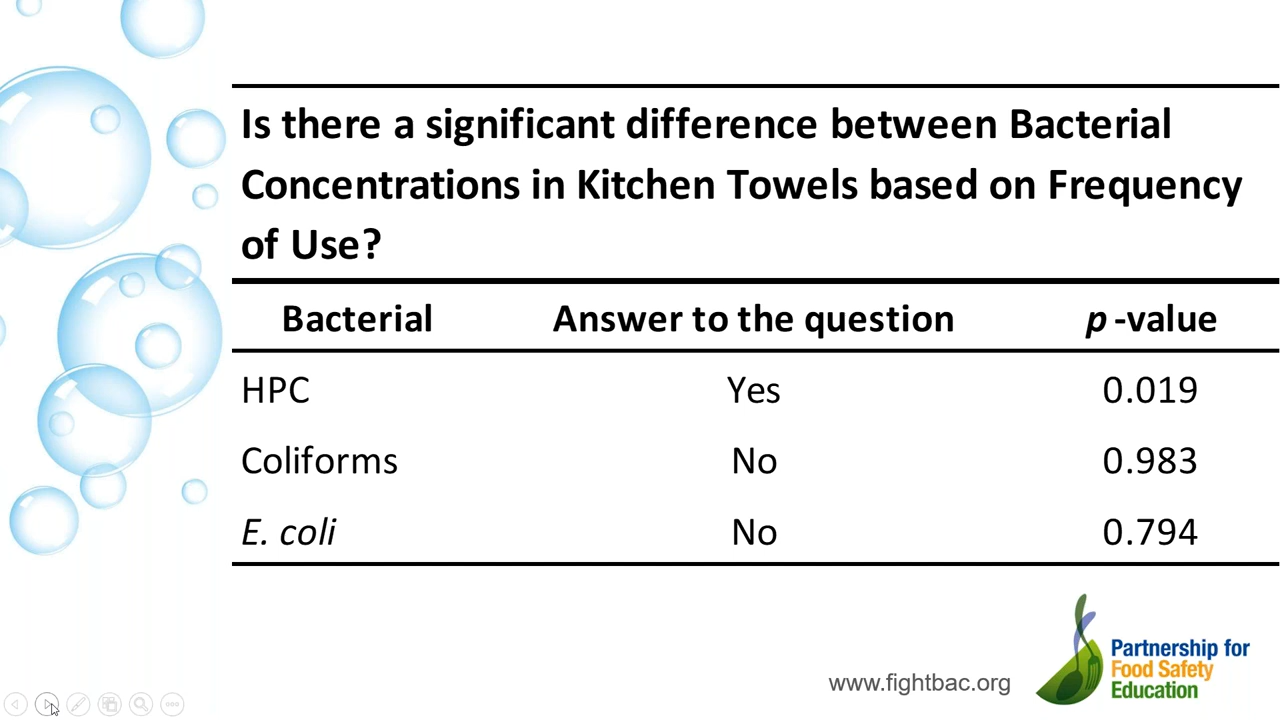 Is there a significant difference between Bacterial
Concentrations in Kitchen Towels based on Frequency
of Use?
Bacterial Answer to the question p -value
HPC Yes 0.019
Coliforms No 0.983
E. coli No 0.794
www.fightbac.org
Partnership for
Food Safety
Education